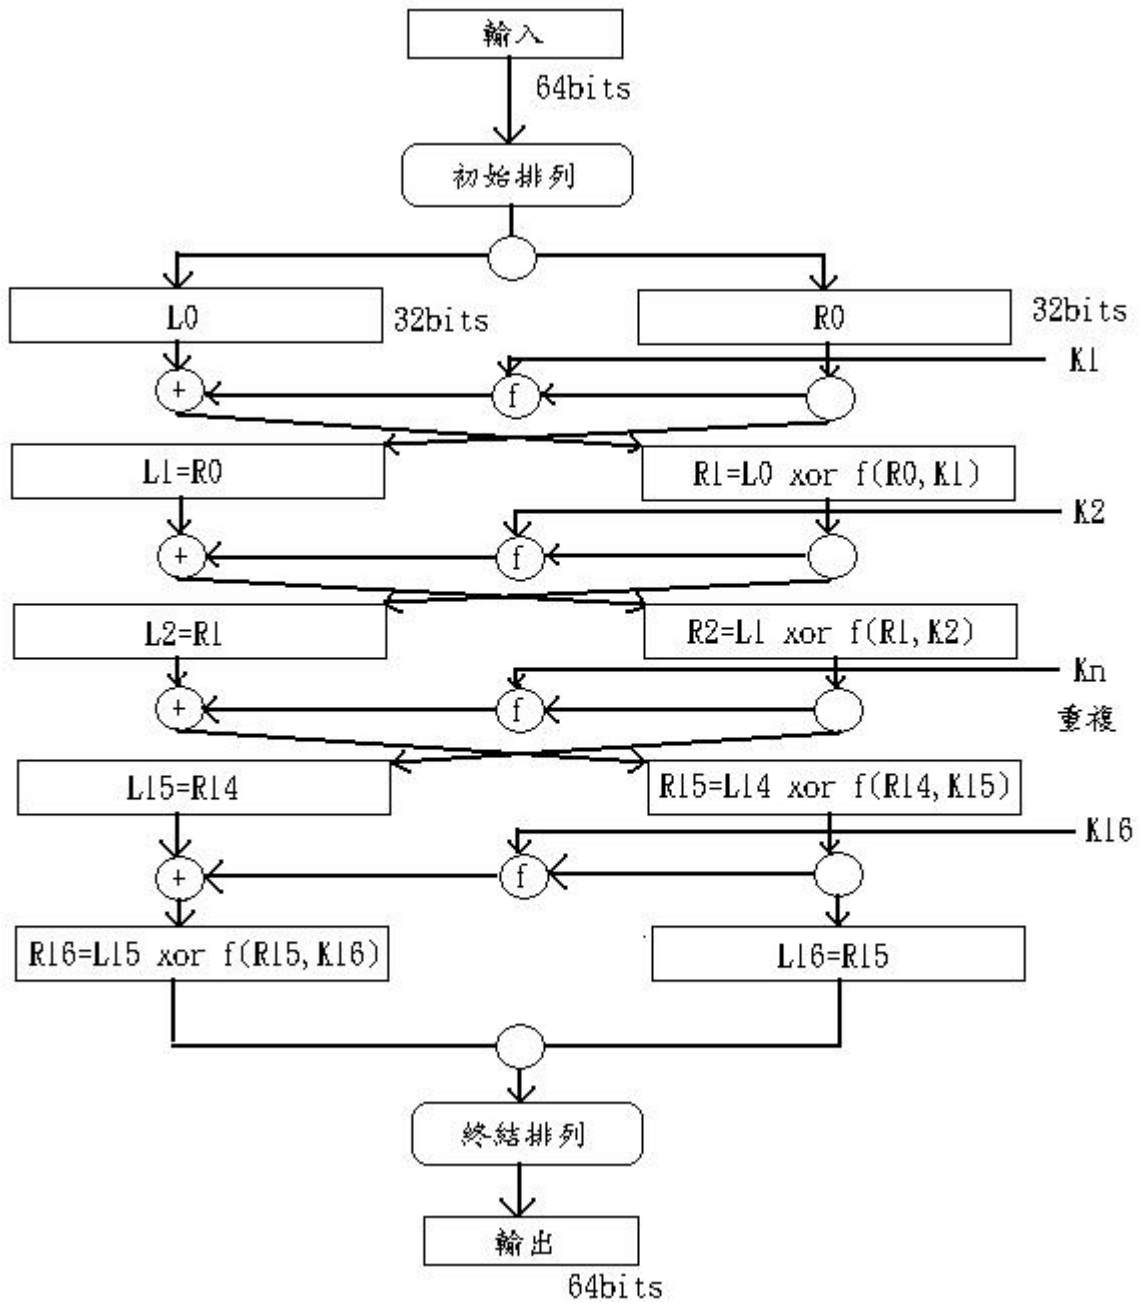 輸入
64bits
初始排列
L0
32bits
R0
32bits
K1
+
f
L1=R0
R1=L0 xor f(R0,K1)
K2
+
f
L2=R1
R2=L1 xor f(R1,K2)
Kn
+
f
重複
L15=R14
R15=L14 xor f(R14,K15)
K16
+
f
R16=L15 xor f(R15,K16)
L16=R15
終結排列
輸出
64bits